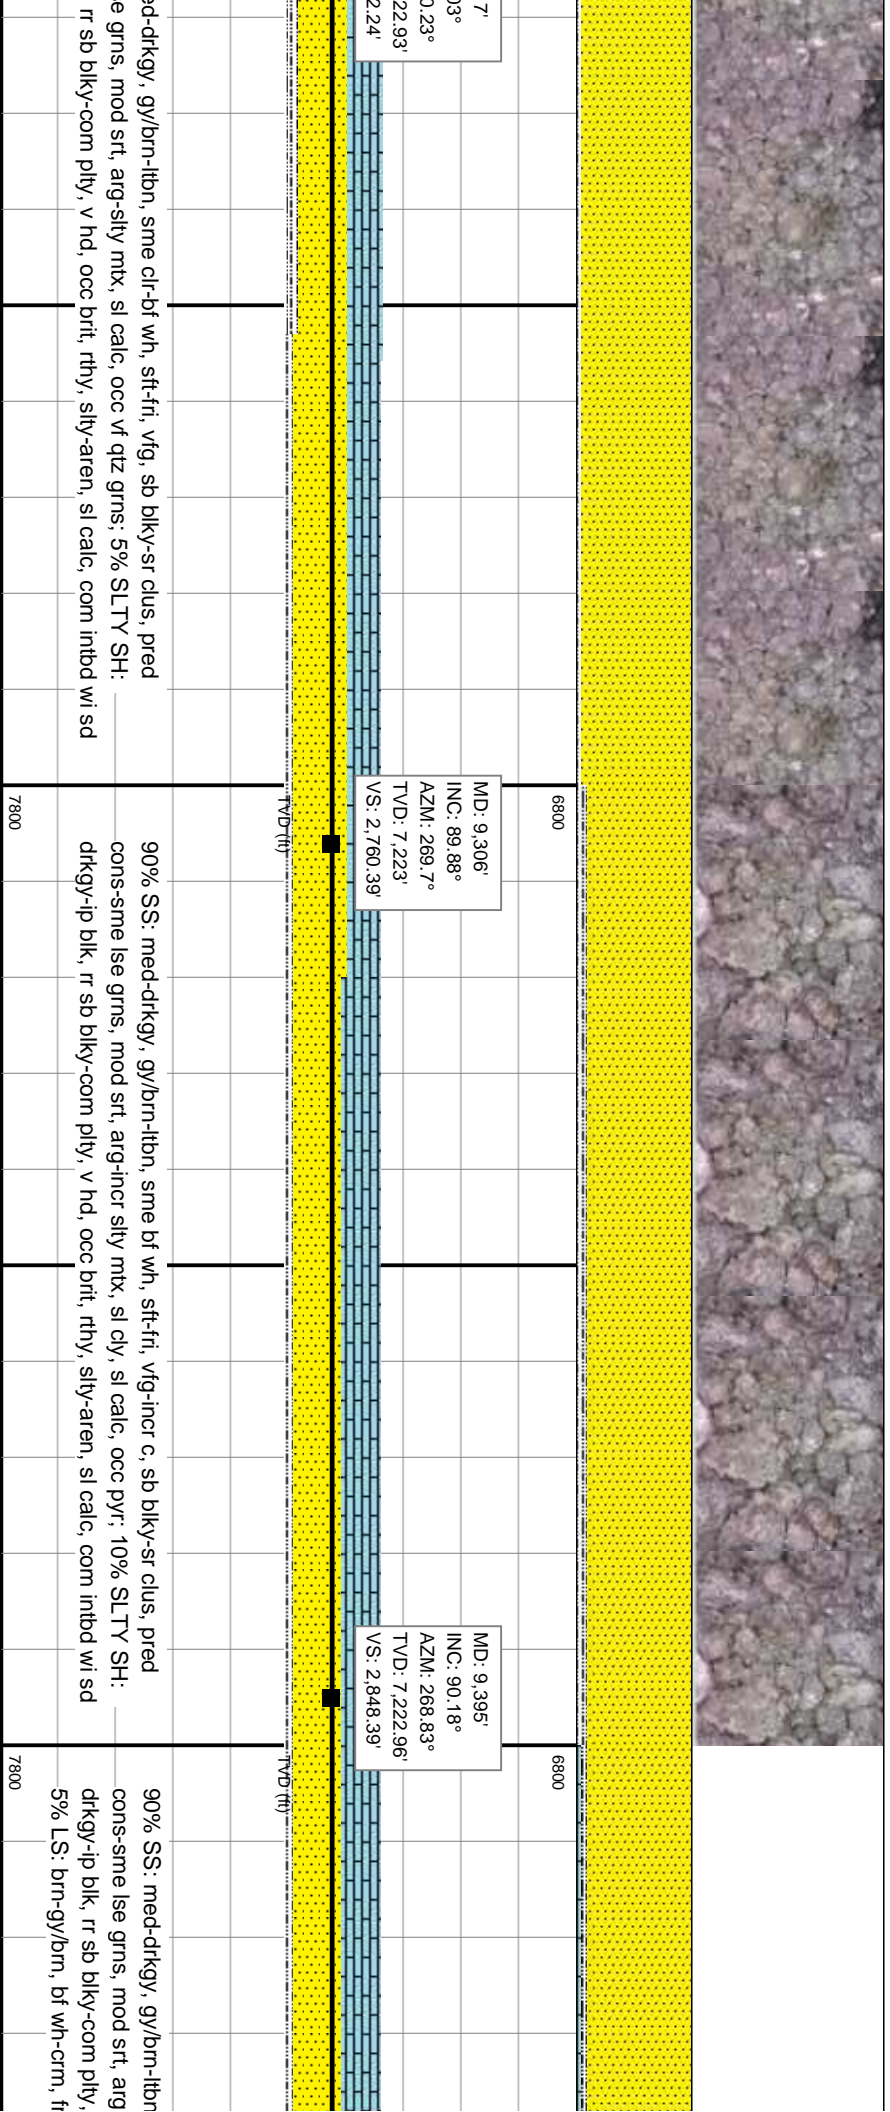 7'
03°
0.23°
22.93'
2.24'
ed-drkgy, gy/brn-ltbn, sme clr-bf wh, sft-fri, vfg, sb blky-sr clus, pred
e grns, mod srt, arg-slty mtx, sl calc, occ vf qtz grns; 5% SLTY SH:
rr sb blky-com plty, v hd, occ brit, rthy, slty-aren, sl calc, com intbd wi sd
6800
TVD (ft)
7800
MD: 9,306'
INC: 89.88°
AZM: 269.7°
TVD: 7,223'
VS: 2,760.39'
90% SS: med-drkgy, gy/brn-ltbn, sme bf wh, sft-fri, vfg-incr c, sb blky-sr clus, pred
cons-sme lse grns, mod srt, arg-incr slty mtx, sl cly, sl calc, occ pyr; 10% SLTY SH:
drkgy-ip blk, rr sb blky-com plty, v hd, occ brit, rthy, slty-aren, sl calc, com intbd wi sd
MD: 9,395'
INC: 90.18°
AZM: 268.83°
TVD: 7,222.96'
VS: 2,848.39'
6800
TVD (ft)
7800
90% SS: med-drkgy, gy/brn-ltbn
cons-sme lse grns, mod srt, arg
drkgy-ip blk, rr sb blky-com plty,
5% LS: brn-gy/brn, bf wh-crm, f